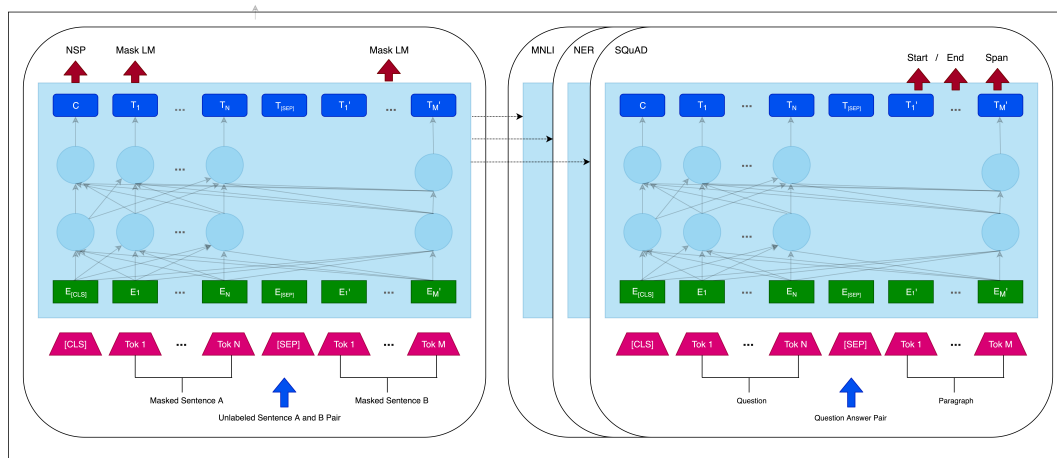 NSP Mask LM Mask LM
C T1 ... TN T[SEP] T1' ... TM'
...
...
E[CLS] E1 ... EN E[SEP] E1' ... EM'
[CLS] Tok 1 ... Tok N [SEP] Tok 1 ... Tok M
Masked Sentence A Masked Sentence B
Unlabeled Sentence A and B Pair
MNLI NER SQuAD
Start / End Span
C T1 ... TN T[SEP] T1' ... TM'
...
...
E[CLS] E1 ... EN E[SEP] E1' ... EM'
[CLS] Tok 1 ... Tok N [SEP] Tok 1 ... Tok M
Question Paragraph
Question Answer Pair